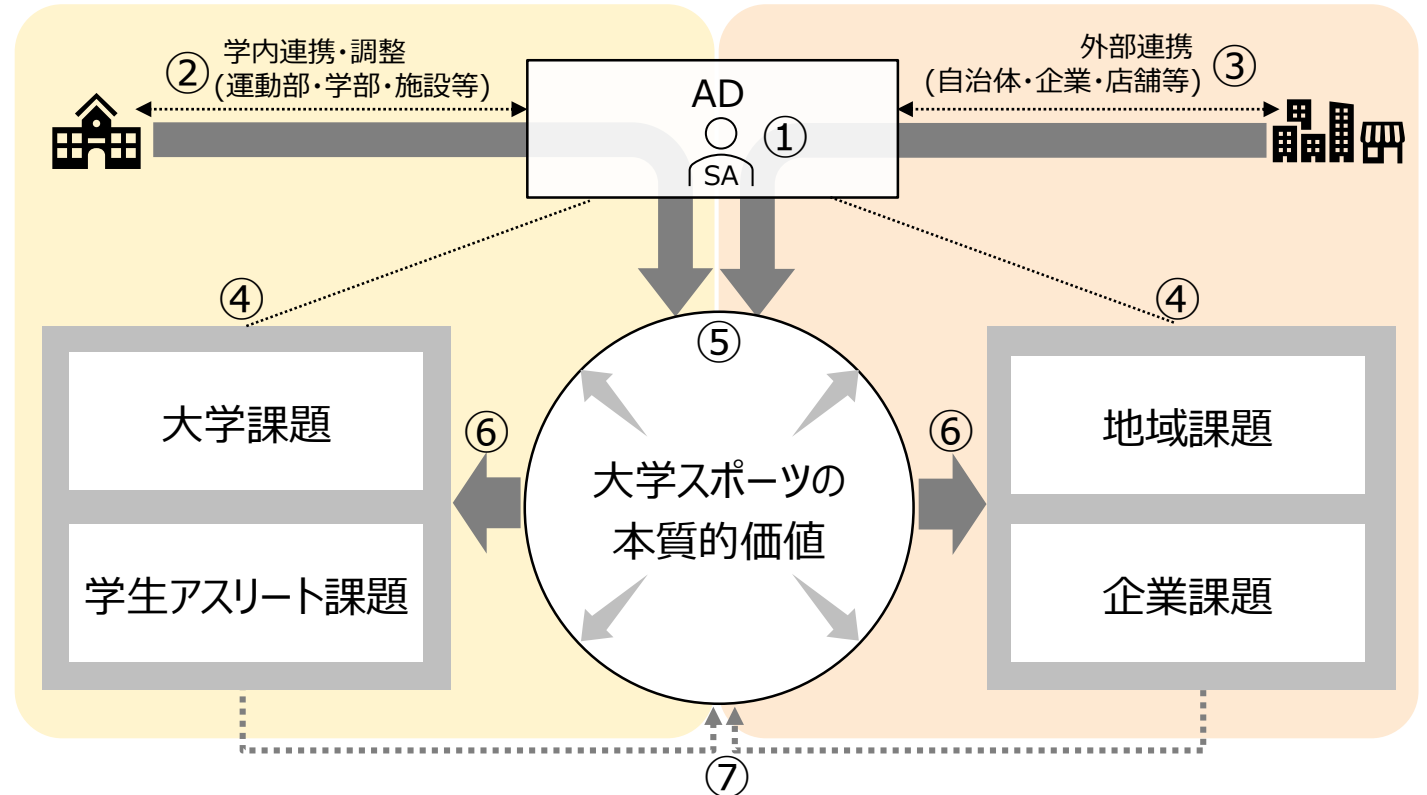 学内連携・調整
②(運動部・学部・施設等)
外部連携
(自治体・企業・店舗等)③
AD
①
SA
④
④
⑤
大学課題
学生アスリート課題
⑥
大学スポーツの
本質的価値
⑥
地域課題
企業課題
⑦